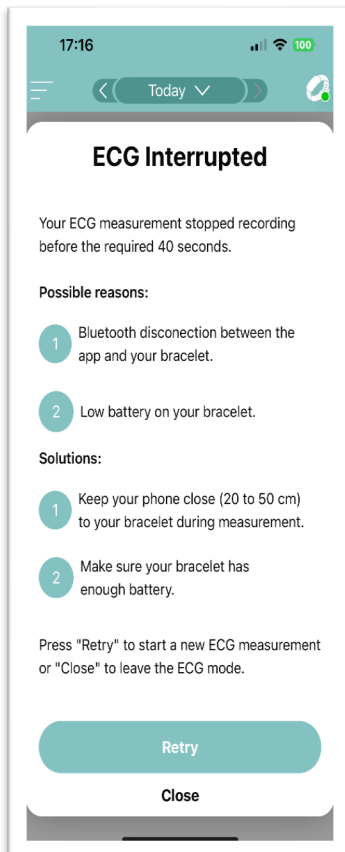 17:16
100
Today
ECG Interrupted
Your ECG measurement stopped recording
before the required 40 seconds.
Possible reasons:
1
Bluetooth disconection between the
app and your bracelet.
2
Low battery on your bracelet.
Solutions:
1
Keep your phone close (20 to 50 cm)
to your bracelet during measurement.
2
Make sure your bracelet has
enough battery.
Press "Retry" to start a new ECG measurement
or "Close" to leave the ECG mode.
Retry
Close